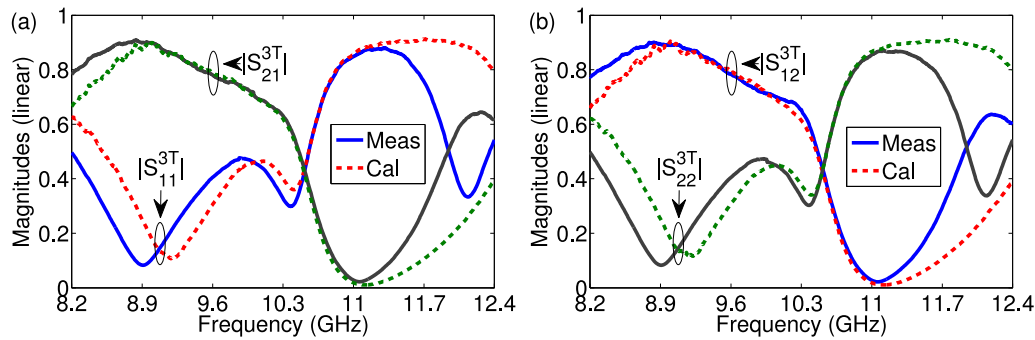 (a)
Magnitudes (linear)
1
0.8
0.6
0.4
0.2
0
|S21^3T|
|S11^3T|
Meas
Cal
8.2 8.9 9.6 10.3 11 11.7 12.4
Frequency (GHz)
(b)
Magnitudes (linear)
1
0.8
0.6
0.4
0.2
0
|S12^3T|
|S22^3T|
Meas
Cal
8.2 8.9 9.6 10.3 11 11.7 12.4
Frequency (GHz)